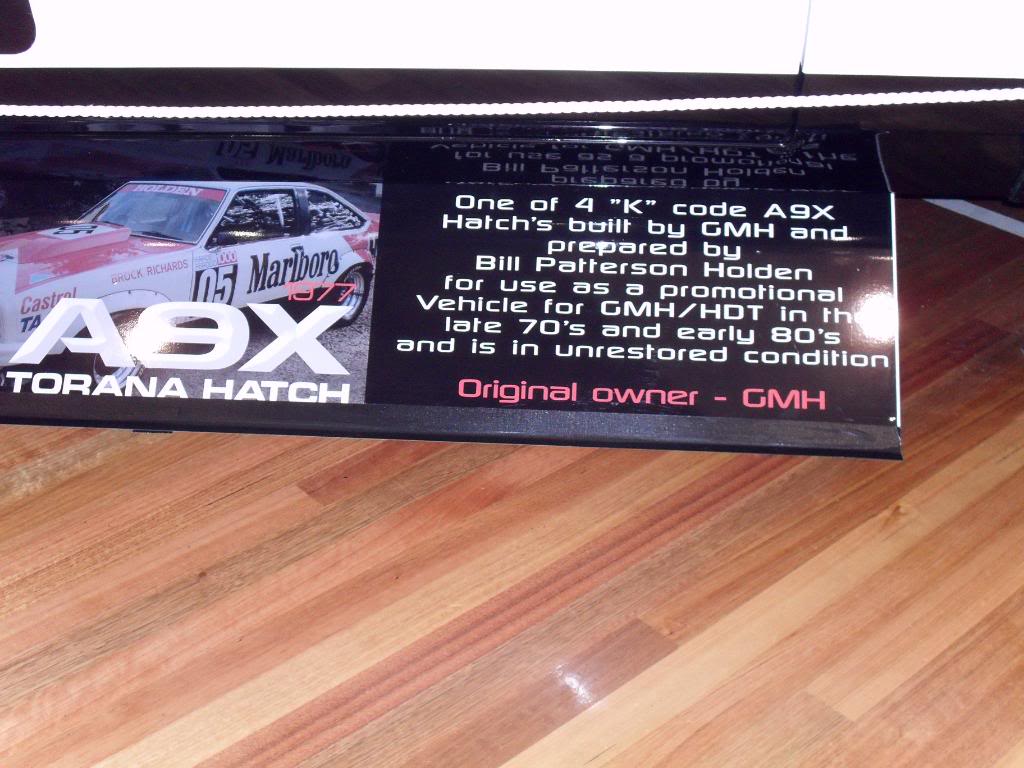 HOLDEN
05
BROCK RICHARDS
05 Marlboro
Castrol
1977
A9X
TORANA HATCH
One of 4 "K" code A9X
Hatch's built by GMH and
prepared by
Bill Patterson Holden
for use as a promotional
Vehicle for GMH/HDT in the
late 70's and early 80's
and is in unrestored condition
Original owner - GMH